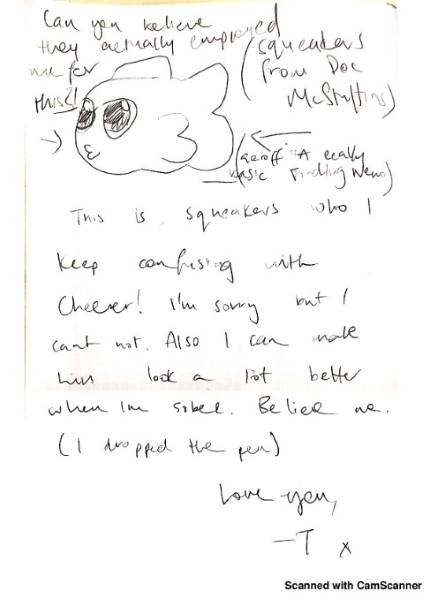 Can you believe
they actually employed
me for
this?!
(Squeakers
from Doc
McStuffins)
A really
basic Finding Nemo)
This is squeakers who I
keep confusing with
Cheever! I'm sorry but I
cant not. Also I can make
him look a lot better
when Im sober. Believe me.
(I dropped the pen)
Love you,
-T x
Scanned with CamScanner